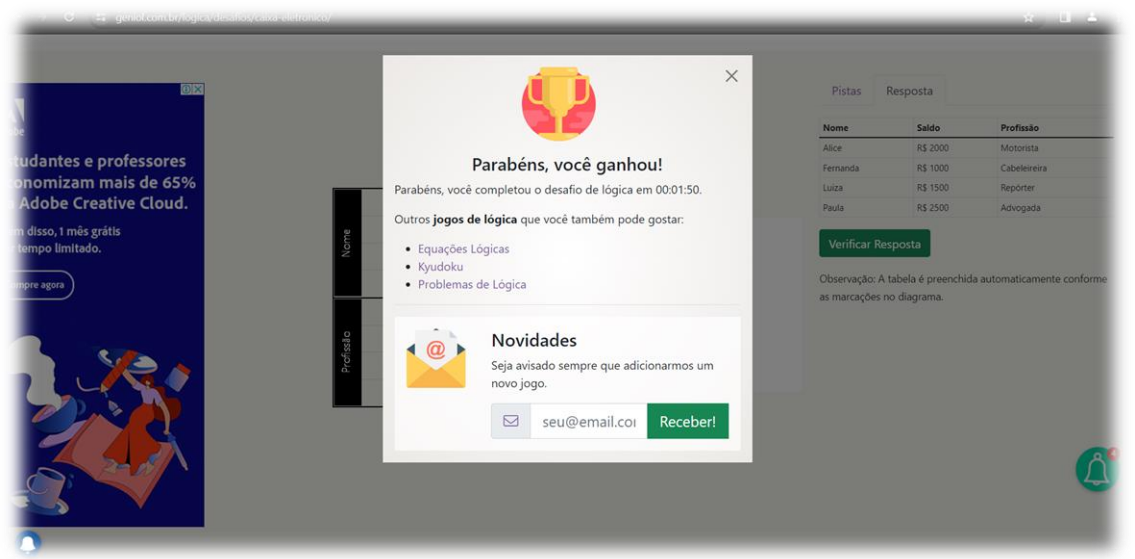 geniol.com.br/logica/desafios/caixa-eletronico/
tudantes e professores
onomizam mais de 65%
Adobe Creative Cloud.
m disso, 1 mês grátis
tempo limitado.
mpre agora
Nome
Profissão
Parabéns, você ganhou!
Parabéns, você completou o desafio de lógica em 00:01:50.
Outros jogos de lógica que você também pode gostar:
Equações Lógicas
Kyudoku
Problemas de Lógica
@
Novidades
Seja avisado sempre que adicionarmos um
novo jogo.
seu@email.co
Receber!
Pistas Resposta
Nome Saldo Profissão
Alice R$ 2000 Motorista
Fernanda R$ 1000 Cabeleireira
Luiza R$ 1500 Repórter
Paula R$ 2500 Advogada
Verificar Resposta
Observação: A tabela é preenchida automaticamente conforme
as marcações no diagrama.
4